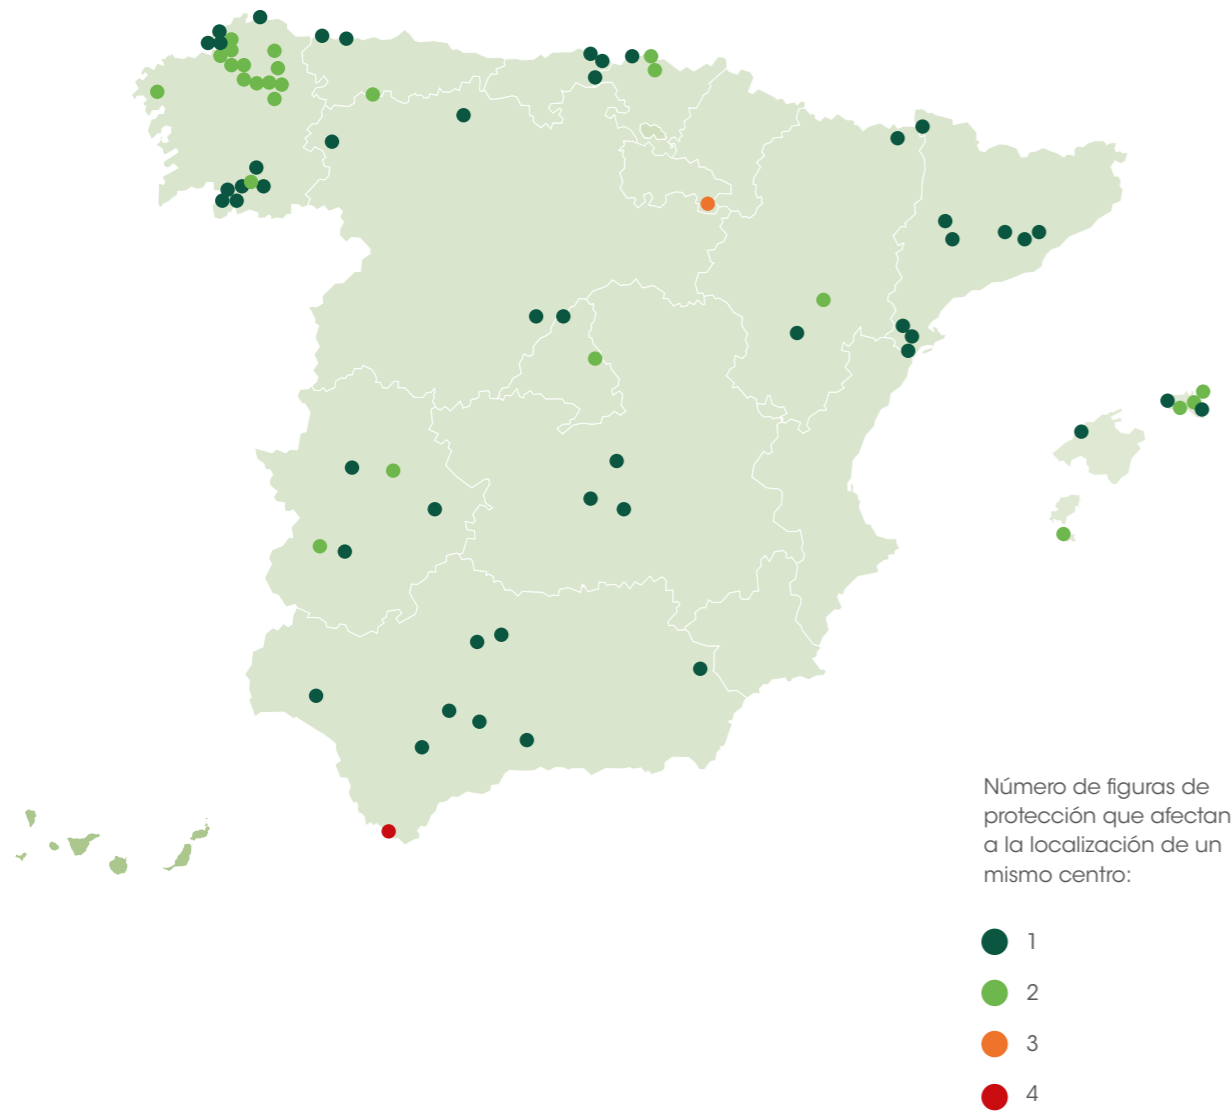 Número de figuras de
protección que afectan
a la localización de un
mismo centro:
1
2
3
4